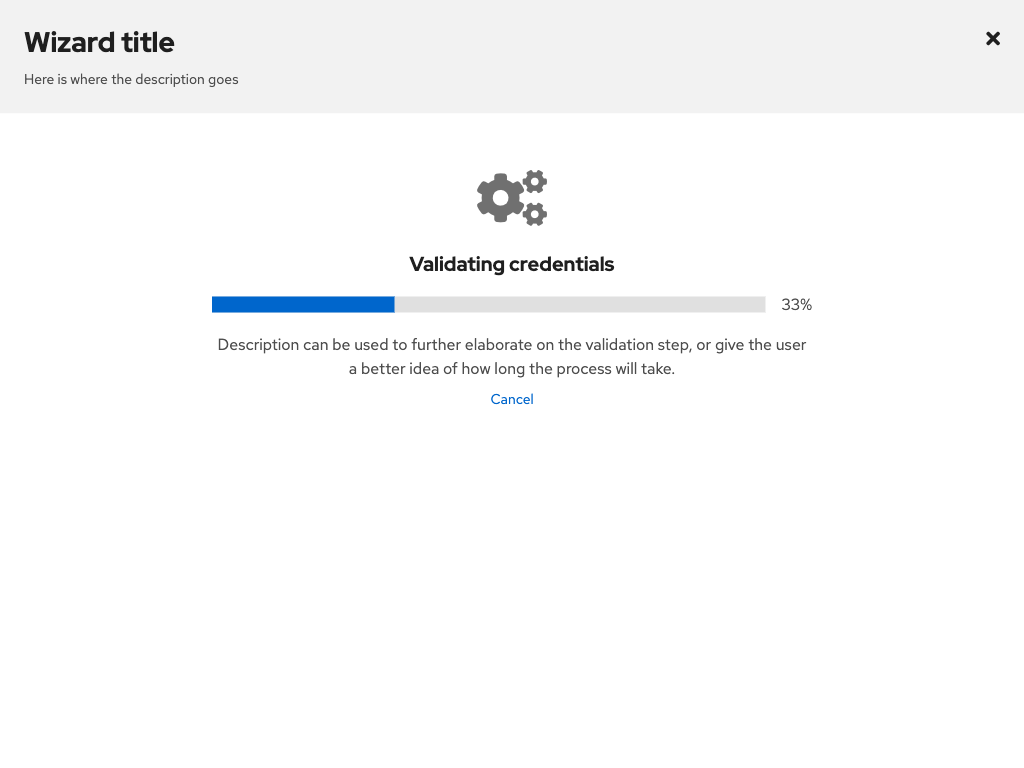 Wizard title
Here is where the description goes
Validating credentials
33%
Description can be used to further elaborate on the validation step, or give the user
a better idea of how long the process will take.
Cancel